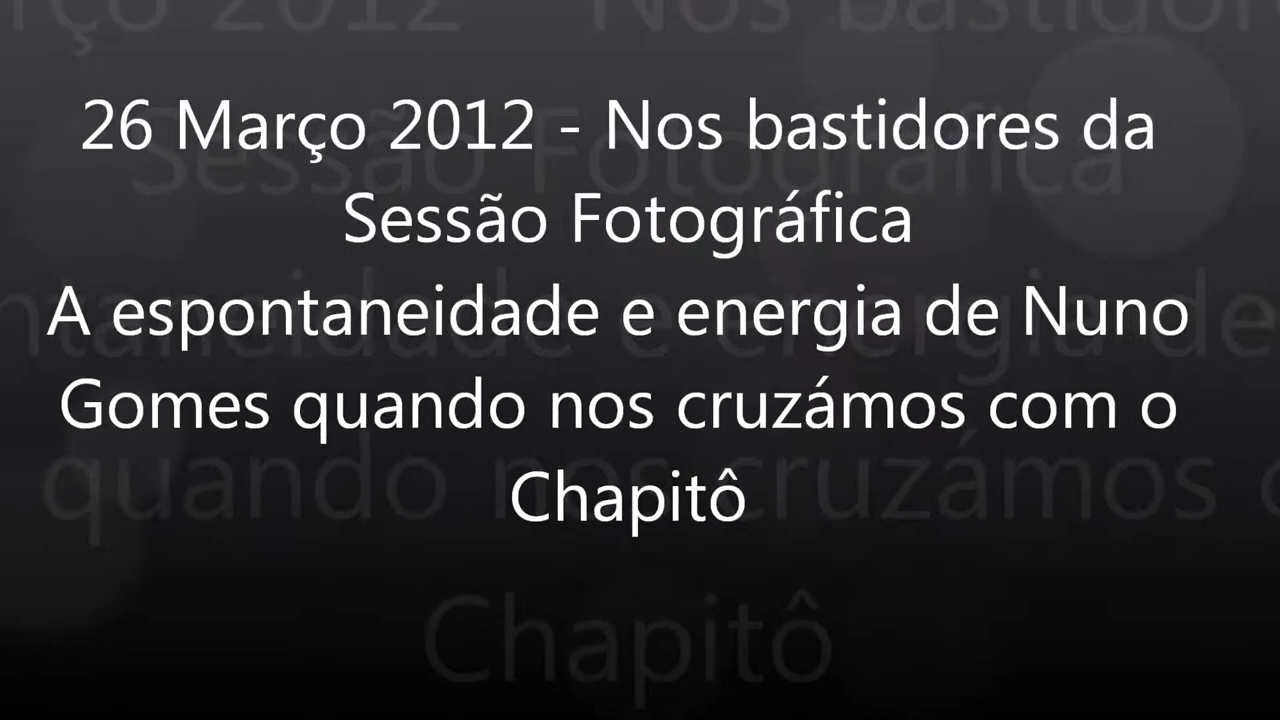 26 Março 2012 - Nos bastidores da
Sessão Fotográfica
A espontaneidade e energia de Nuno
Gomes quando nos cruzámos com o
Chapitô